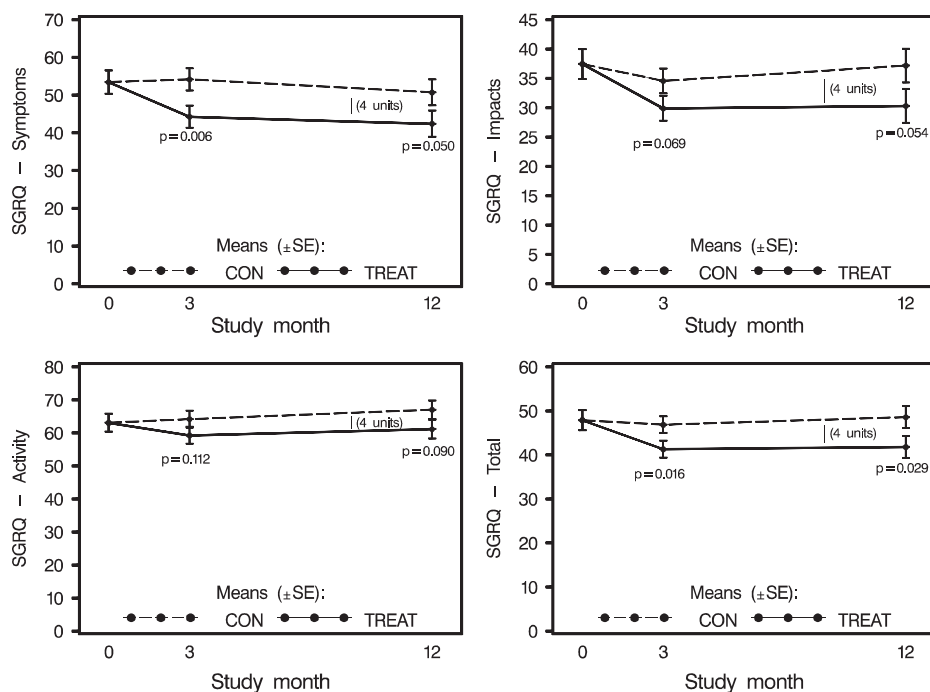 SGRQ – Symptoms
70
60
50
40
30
20
10
0
(4 units)
p=0.006
p=0.050
Means (±SE):
CON
TREAT
0
3
12
Study month
SGRQ – Impacts
45
40
35
30
25
20
15
10
5
0
(4 units)
p=0.069
p=0.054
Means (±SE):
CON
TREAT
0
3
12
Study month
SGRQ – Activity
80
70
60
50
40
30
20
10
0
(4 units)
p=0.112
p=0.090
Means (±SE):
CON
TREAT
0
3
12
Study month
SGRQ – Total
60
50
40
30
20
10
0
(4 units)
p=0.016
p=0.029
Means (±SE):
CON
TREAT
0
3
12
Study month